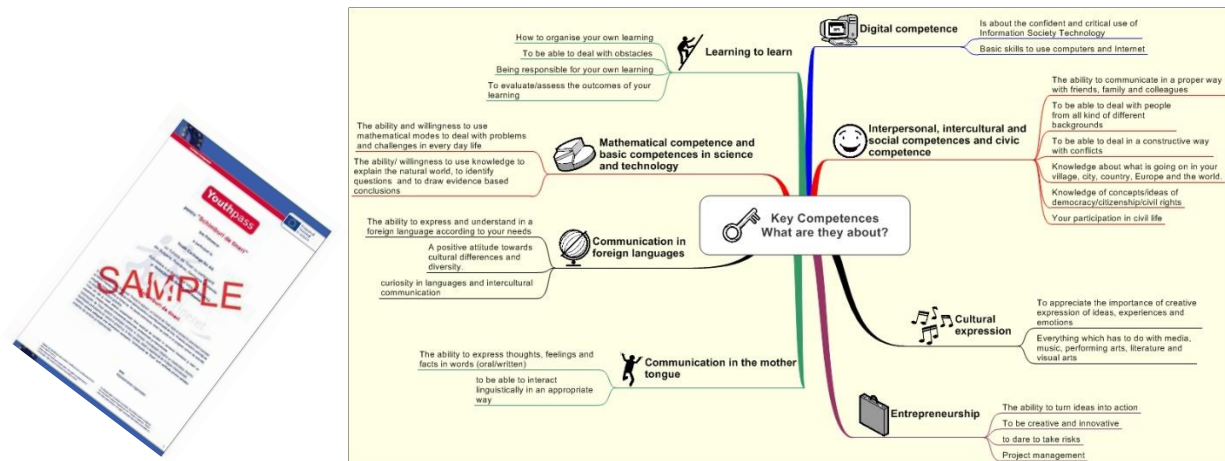 Youthpass
"Schimburi de tineri"
SAMPLE
Learning to learn
How to organise your own learning
To be able to deal with obstacles
Being responsible for your own learning
To evaluate/assess the outcomes of your
learning
Mathematical competence and
basic competences in science
and technology
The ability and willingness to use
mathematical modes to deal with problems
and challenges in every day life
The ability/ willingness to use knowledge to
explain the natural world, to identify
questions and to draw evidence based
conclusions
Communication in
foreign languages
The ability to express and understand in a
foreign language according to your needs
A positive attitude towards
cultural differences and
diversity.
curiosity in languages and intercultural
communication
Communication in the mother
tongue
The ability to express thoughts, feelings and
facts in words (oral/written)
to be able to interact
linguistically in an appropriate
way
Key Competences
What are they about?
Digital competence
Is about the confident and critical use of
Information Society Technology
Basic skills to use computers and Internet
Interpersonal, intercultural and
social competences and civic
competence
The ability to communicate in a proper way
with friends, family and colleagues
To be able to deal with people
from all kind of different
backgrounds
To be able to deal in a constructive way
with conflicts
Knowledge about what is going on in your
village, city, country, Europe and the world.
Knowledge of concepts/ideas of
democracy/citizenship/civil rights
Your participation in civil life
Cultural
expression
To appreciate the importance of creative
expression of ideas, experiences and
emotions
Everything which has to do with media,
music, performing arts, literature and
visual arts
Entrepreneurship
The ability to turn ideas into action
To be creative and innovative
to dare to take risks
Project management